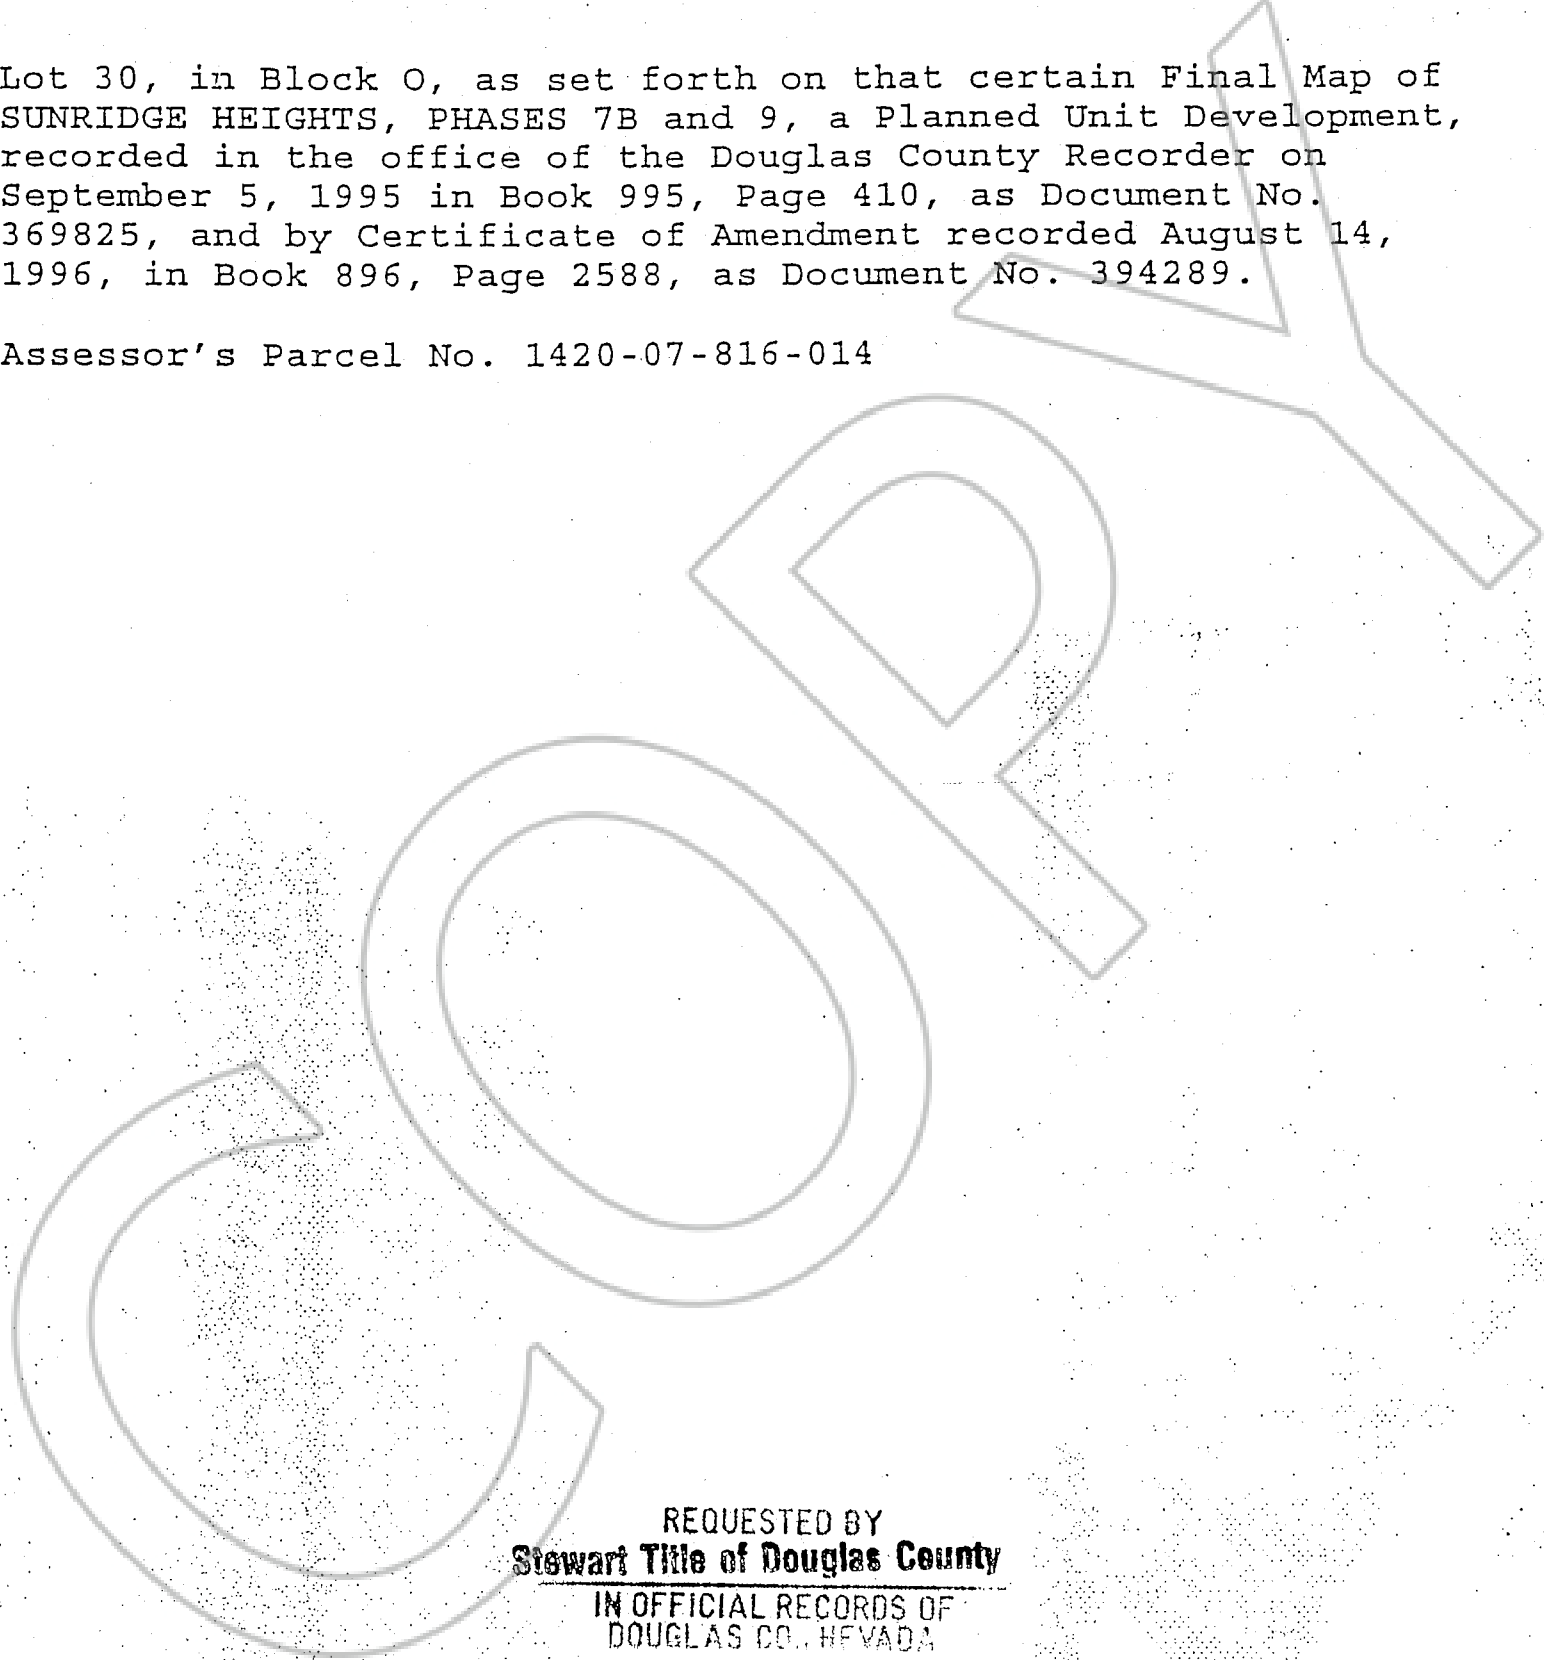 Lot 30, in Block O, as set forth on that certain Final Map of
SUNRIDGE HEIGHTS, PHASES 7B and 9, a Planned Unit Development,
recorded in the office of the Douglas County Recorder on
September 5, 1995 in Book 995, Page 410, as Document No.
369825, and by Certificate of Amendment recorded August 14,
1996, in Book 896, Page 2588, as Document No. 394289.
Assessor's Parcel No. 1420-07-816-014
COPY
REQUESTED BY
Stewart Title of Douglas County
IN OFFICIAL RECORDS OF
DOUGLAS CO., NEVADA